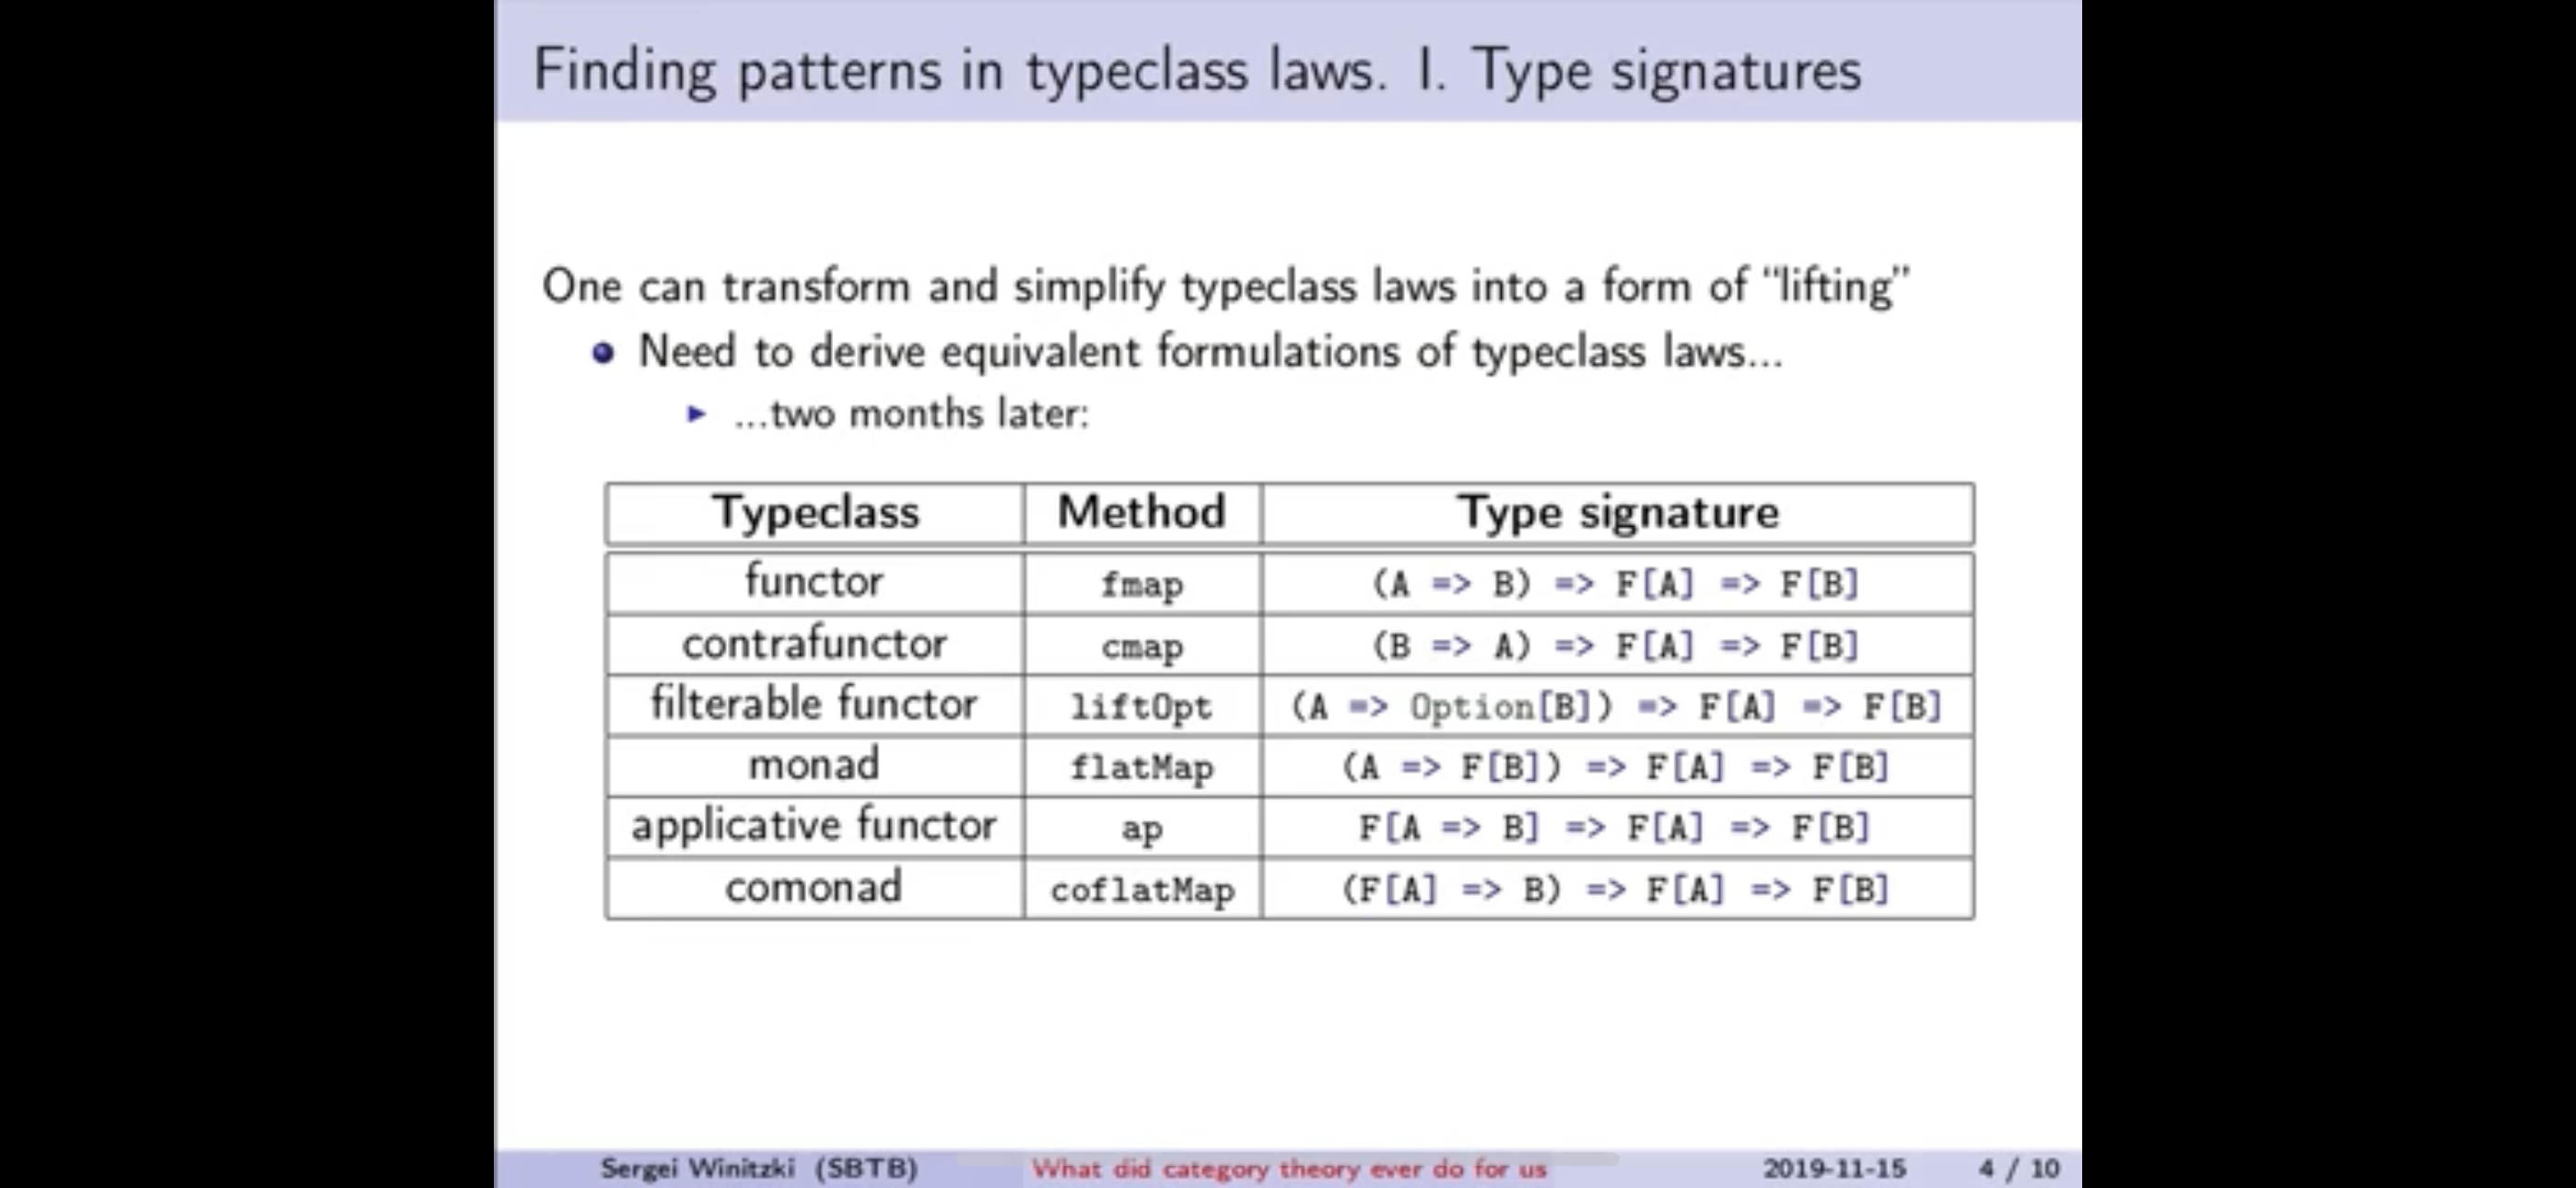 Finding patterns in typeclass laws. I. Type signatures
One can transform and simplify typeclass laws into a form of “lifting”
Need to derive equivalent formulations of typeclass laws...
...two months later:
Typeclass Method Type signature
functor fmap (A => B) => F[A] => F[B]
contrafunctor cmap (B => A) => F[A] => F[B]
filterable functor liftOpt (A => Option[B]) => F[A] => F[B]
monad flatMap (A => F[B]) => F[A] => F[B]
applicative functor ap F[A => B] => F[A] => F[B]
comonad coflatMap (F[A] => B) => F[A] => F[B]
Sergei Winitzki (SBTB) What did category theory ever do for us 2019-11-15 4 / 10